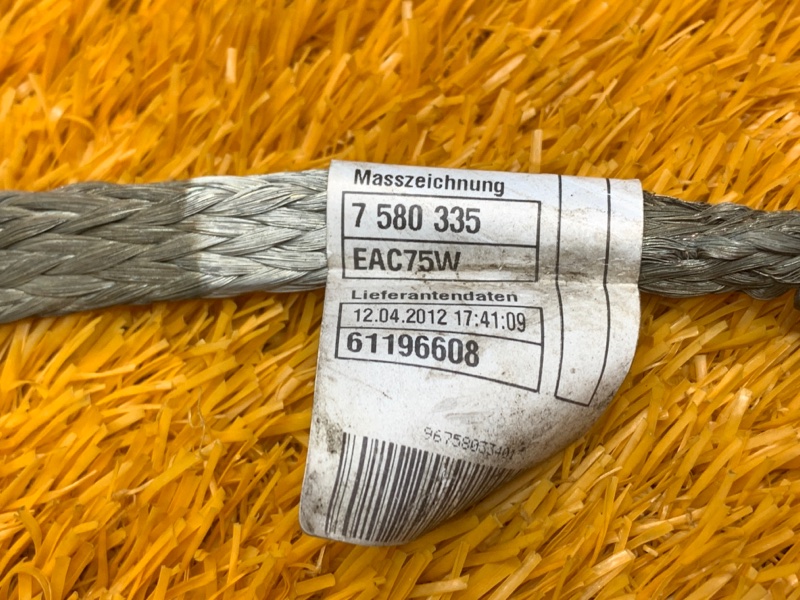 Masszeichnung
7 580 335
EAC75W
Lieferantendaten
12.04.2012 17:41:09
61196608